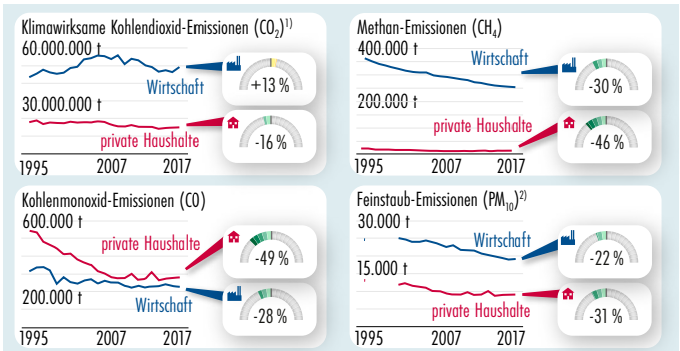 Klimawirksame Kohlendioxid-Emissionen (CO₂)¹⁾
60.000.000 t
Wirtschaft
+13 %
30.000.000 t
private Haushalte
-16 %
1995 2007 2017
Methan-Emissionen (CH₄)
400.000 t
Wirtschaft
-30 %
200.000 t
private Haushalte
-46 %
1995 2007 2017
Kohlenmonoxid-Emissionen (CO)
600.000 t
private Haushalte
-49 %
200.000 t
Wirtschaft
-28 %
1995 2007 2017
Feinstaub-Emissionen (PM₁₀)²⁾
30.000 t
Wirtschaft
-22 %
15.000 t
private Haushalte
-31 %
1995 2007 2017